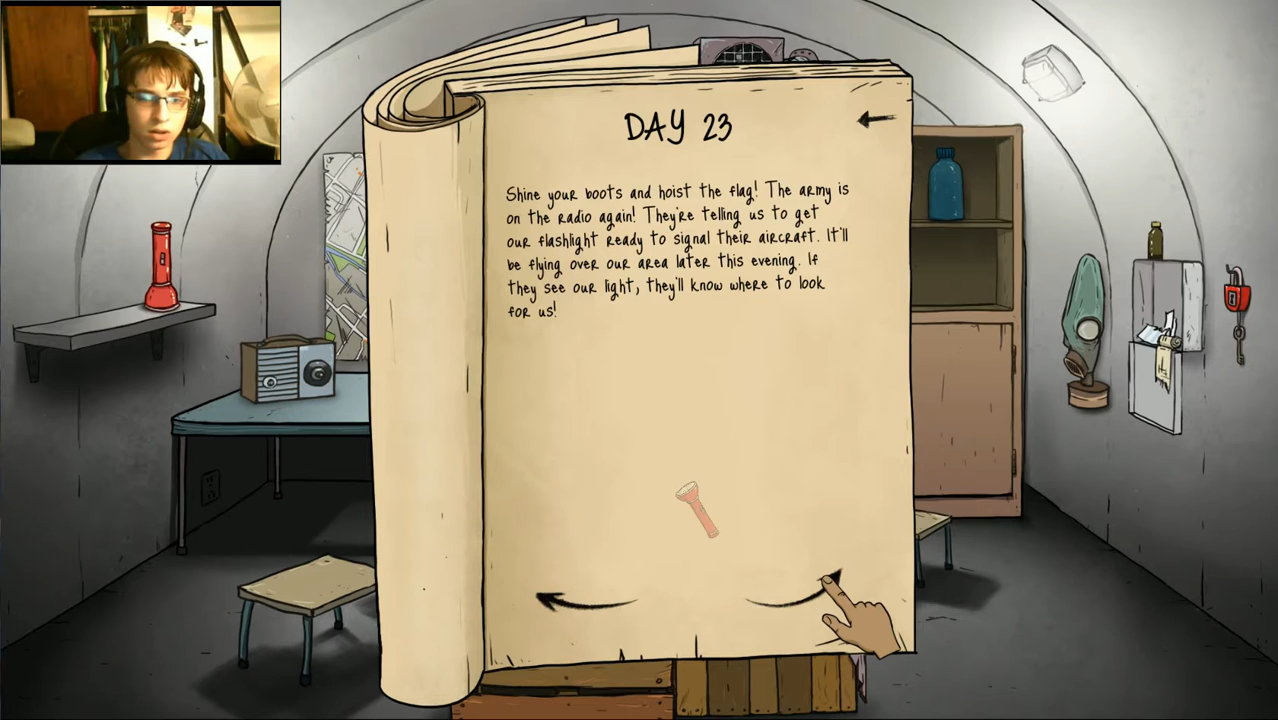 DAY 23
Shine your boots and hoist the flag! The army is
on the radio again! They're telling us to get
our flashlight ready to signal their aircraft. It'll
be flying over our area later this evening. If
they see our light, they'll know where to look
for us!